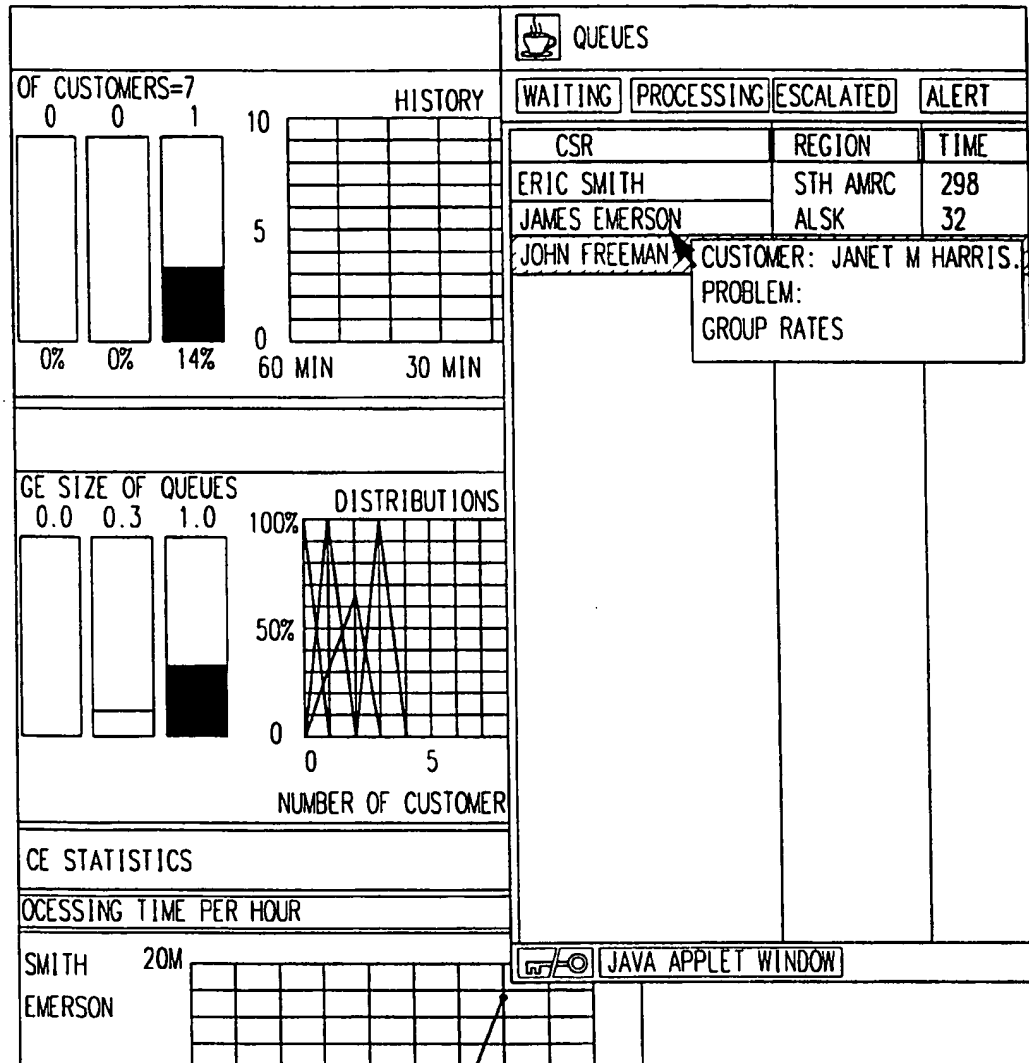 QUEUES
OF CUSTOMERS=7
0 0 1
HISTORY
10
5
0
0% 0% 14%
60 MIN 30 MIN
WAITING PROCESSING ESCALATED ALERT
CSR REGION TIME
ERIC SMITH STH AMRC 298
JAMES EMERSON ALSK 32
JOHN FREEMAN
CUSTOMER: JANET M HARRIS.
PROBLEM:
GROUP RATES
GE SIZE OF QUEUES
0.0 0.3 1.0
DISTRIBUTIONS
100%
50%
0
0 5
NUMBER OF CUSTOMER
CE STATISTICS
OCESSING TIME PER HOUR
SMITH 20M
EMERSON
JAVA APPLET WINDOW